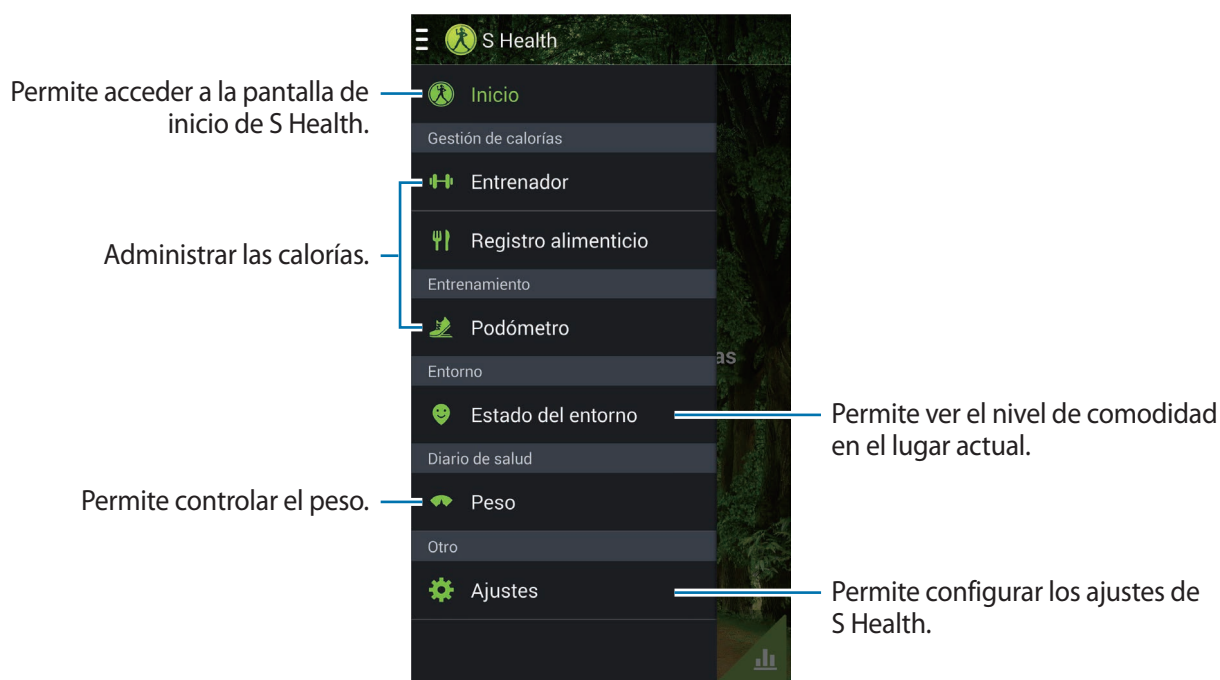 S Health
Permite acceder a la pantalla de
inicio de S Health.
Inicio
Gestión de calorías
Entrenador
Administrar las calorías.
Registro alimenticio
Entrenamiento
Podómetro
as
Entorno
Estado del entorno
Permite ver el nivel de comodidad
en el lugar actual.
Diario de salud
Permite controlar el peso.
Peso
Otro
Ajustes
Permite configurar los ajustes de
S Health.